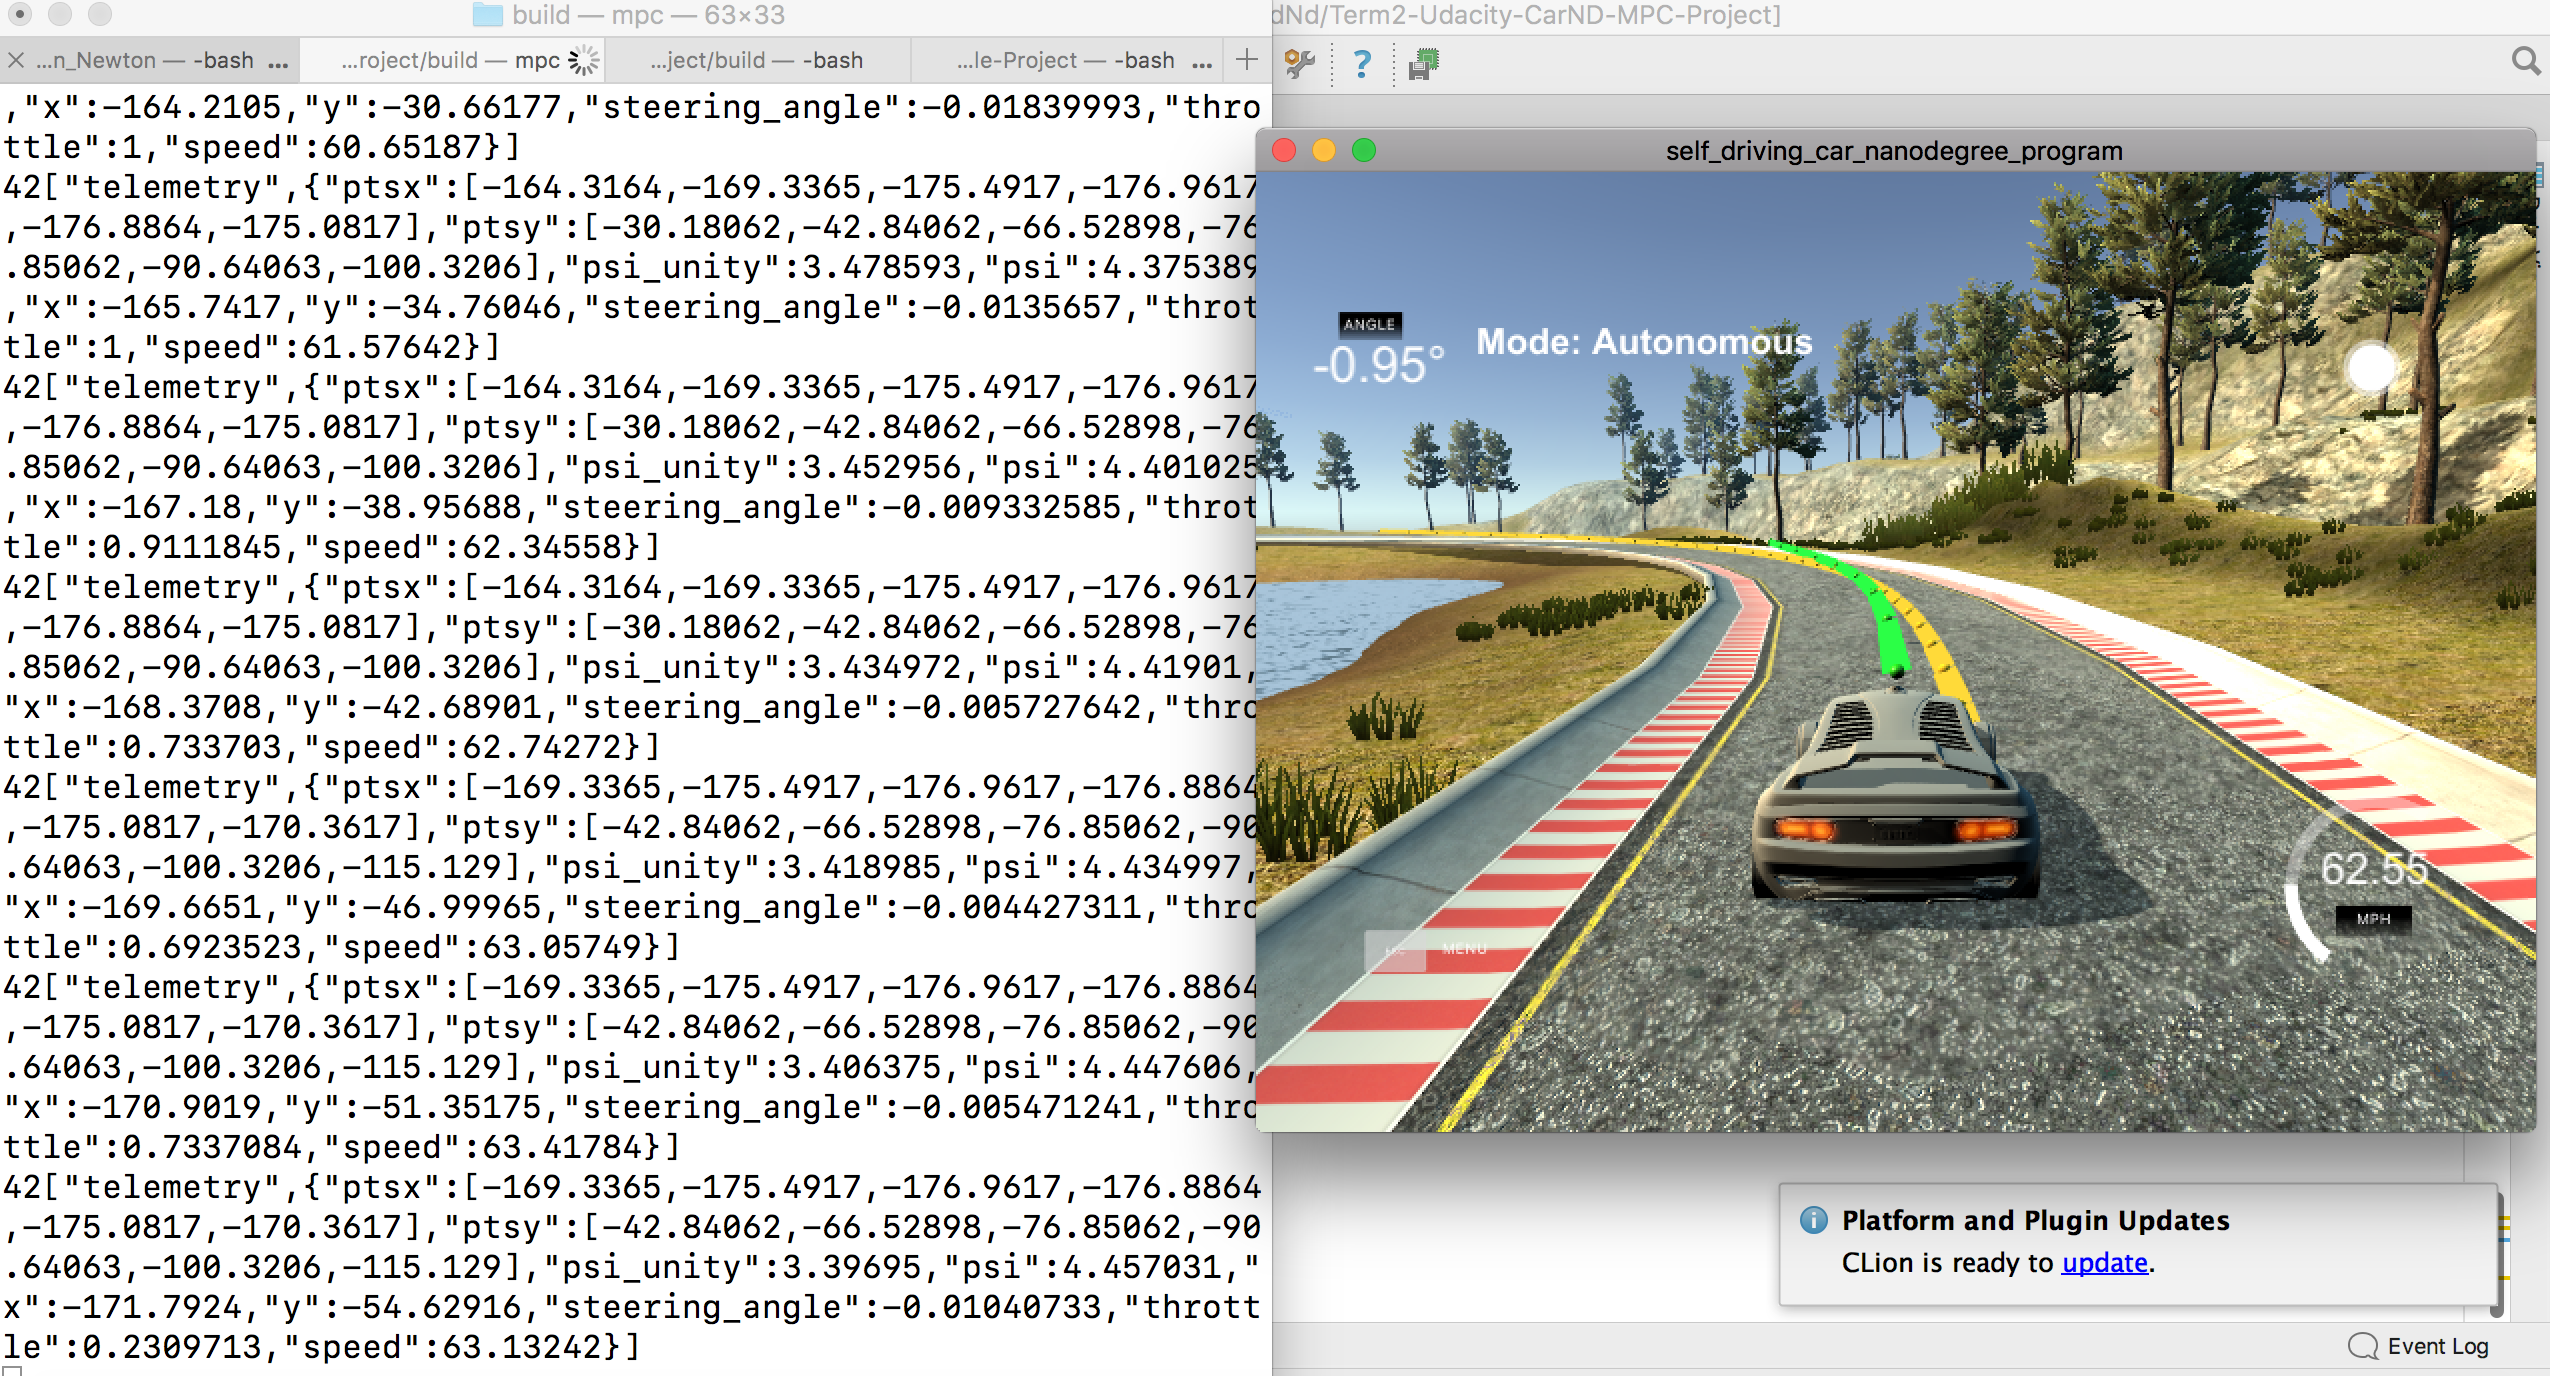 build — mpc — 63×33
dNd/Term2-Udacity-CarND-MPC-Project]
...n_Newton — -bash ...
...roject/build — mpc
...ject/build — -bash
...le-Project — -bash ...
,"x":-164.2105,"y":-30.66177,"steering_angle":-0.01839993,"thro
ttle":1,"speed":60.65187}]
42["telemetry",{"ptsx":[-164.3164,-169.3365,-175.4917,-176.9617
,-176.8864,-175.0817],"ptsy":[-30.18062,-42.84062,-66.52898,-76
.85062,-90.64063,-100.3206],"psi_unity":3.478593,"psi":4.375389
,"x":-165.7417,"y":-34.76046,"steering_angle":-0.0135657,"throt
tle":1,"speed":61.57642}]
42["telemetry",{"ptsx":[-164.3164,-169.3365,-175.4917,-176.9617
,-176.8864,-175.0817],"ptsy":[-30.18062,-42.84062,-66.52898,-76
.85062,-90.64063,-100.3206],"psi_unity":3.452956,"psi":4.401025
,"x":-167.18,"y":-38.95688,"steering_angle":-0.009332585,"throt
tle":0.9111845,"speed":62.34558}]
42["telemetry",{"ptsx":[-164.3164,-169.3365,-175.4917,-176.9617
,-176.8864,-175.0817],"ptsy":[-30.18062,-42.84062,-66.52898,-76
.85062,-90.64063,-100.3206],"psi_unity":3.434972,"psi":4.41901,
"x":-168.3708,"y":-42.68901,"steering_angle":-0.005727642,"thro
ttle":0.733703,"speed":62.74272}]
42["telemetry",{"ptsx":[-169.3365,-175.4917,-176.9617,-176.8864
,-175.0817,-170.3617],"ptsy":[-42.84062,-66.52898,-76.85062,-90
.64063,-100.3206,-115.129],"psi_unity":3.418985,"psi":4.434997,
"x":-169.6651,"y":-46.99965,"steering_angle":-0.004427311,"thro
ttle":0.6923523,"speed":63.05749}]
42["telemetry",{"ptsx":[-169.3365,-175.4917,-176.9617,-176.8864
,-175.0817,-170.3617],"ptsy":[-42.84062,-66.52898,-76.85062,-90
.64063,-100.3206,-115.129],"psi_unity":3.406375,"psi":4.447606,
"x":-170.9019,"y":-51.35175,"steering_angle":-0.005471241,"thro
ttle":0.7337084,"speed":63.41784}]
42["telemetry",{"ptsx":[-169.3365,-175.4917,-176.9617,-176.8864
,-175.0817,-170.3617],"ptsy":[-42.84062,-66.52898,-76.85062,-90
.64063,-100.3206,-115.129],"psi_unity":3.39695,"psi":4.457031,"
x":-171.7924,"y":-54.62916,"steering_angle":-0.01040733,"thrott
le":0.2309713,"speed":63.13242}]
self_driving_car_nanodegree_program
ANGLE
-0.95°
Mode: Autonomous
62.55
MPH
MENU
Platform and Plugin Updates
CLion is ready to update.
Event Log